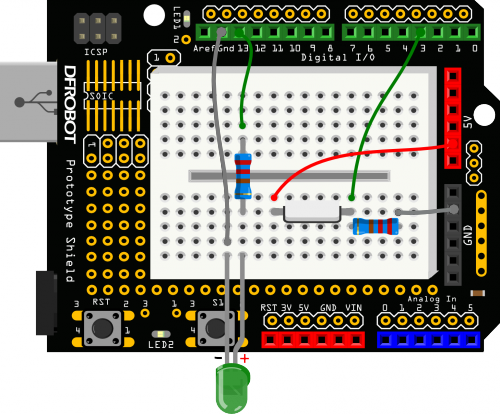 LED1
2
ICSP
1
Aref Gnd 13 12 11 10 9 8 7 6 5 4 3 2 1 0
Digital I/O
SOIC
1
DFROBOT
Prototype Shield
5V
GND
Analog In
3 RST 2
4 1
3 1
LED2
3 S1
4
RST 3V 5V GND VIN
0 1 2 3 4 5
- +